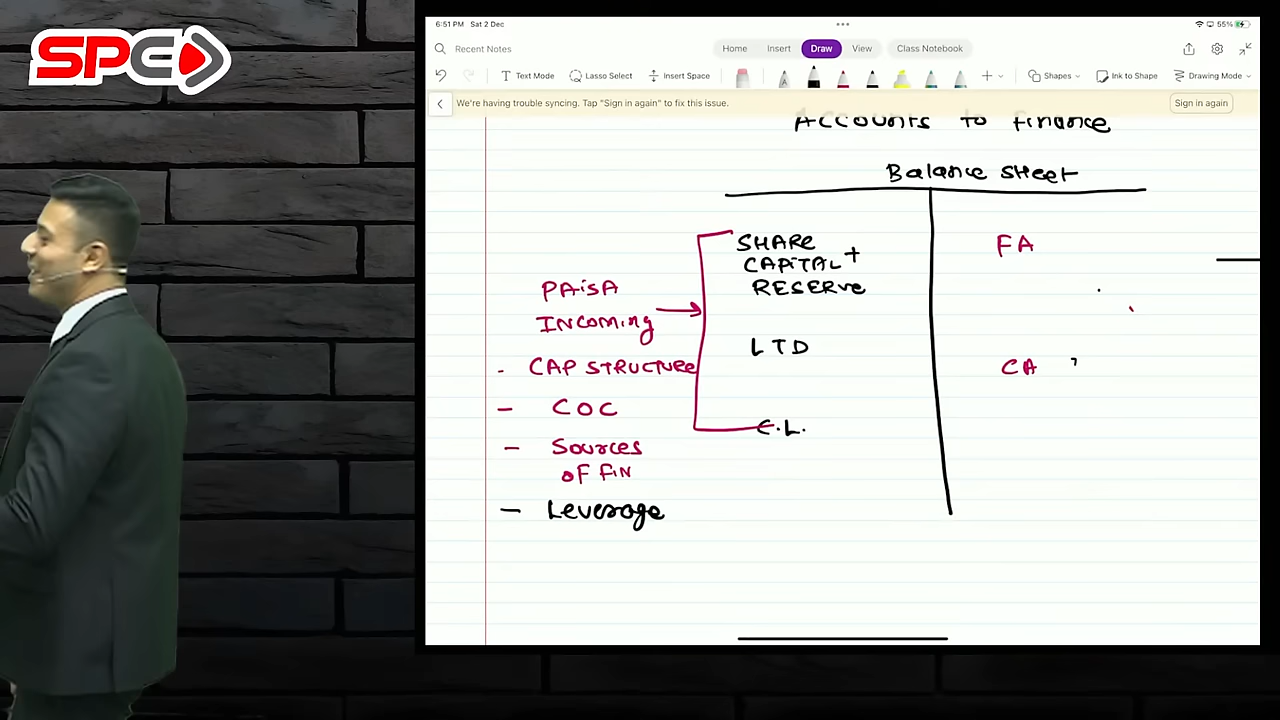 SPC
6:51 PM Sat 2 Dec
55%
Recent Notes
Home Insert Draw View Class Notebook
Text Mode Lasso Select Insert Space Shapes Ink to Shape Drawing Mode
We're having trouble syncing. Tap "Sign in again" to fix this issue. Sign in again
Accounts to Finance
Balance Sheet
SHARE
CAPITAL +
RESERVE
FA
PAISA
INCOMING
LTD
- CAP STRUCTURE
CA
- COC
C.L.
- Sources
of FIN
- Leverage